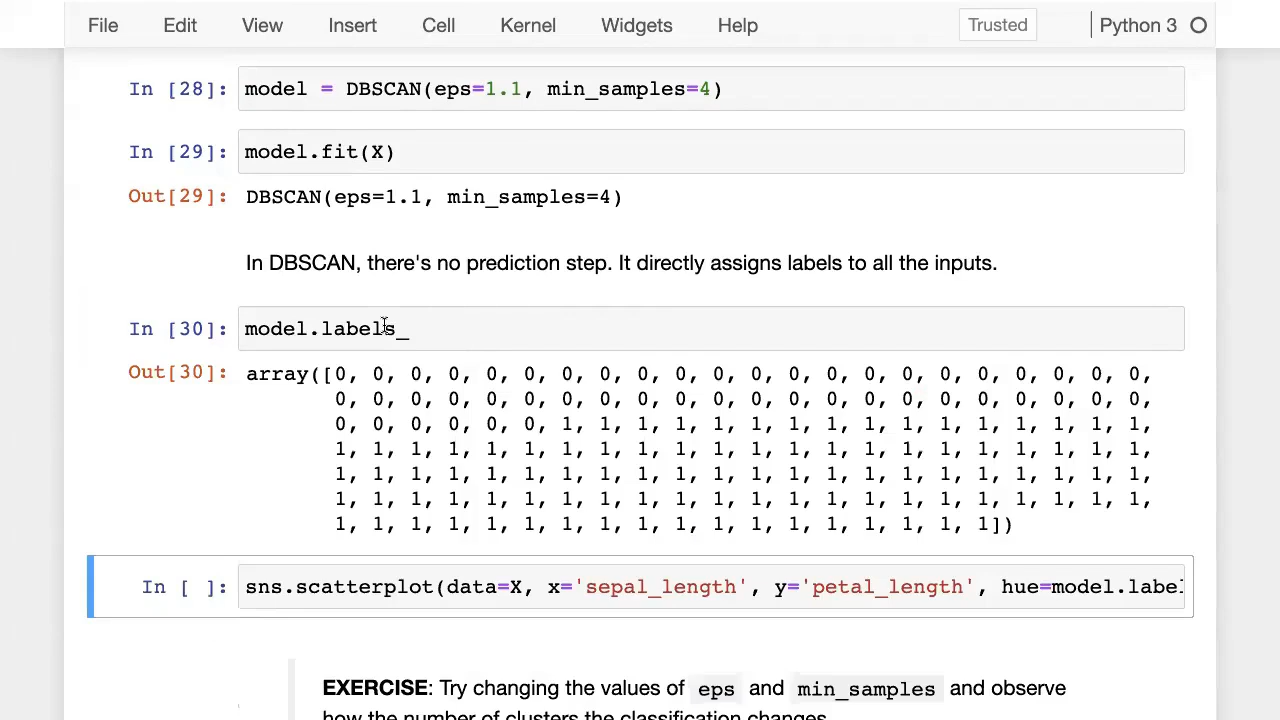 File Edit View Insert Cell Kernel Widgets Help Trusted Python 3
In [28]: model = DBSCAN(eps=1.1, min_samples=4)
In [29]: model.fit(X)
Out[29]: DBSCAN(eps=1.1, min_samples=4)
In DBSCAN, there's no prediction step. It directly assigns labels to all the inputs.
In [30]: model.labels_
Out[30]: array([0, 0, 0, 0, 0, 0, 0, 0, 0, 0, 0, 0, 0, 0, 0, 0, 0, 0, 0, 0, 0, 0,
0, 0, 0, 0, 0, 0, 0, 0, 0, 0, 0, 0, 0, 0, 0, 0, 0, 0, 0, 0, 0, 0,
0, 0, 0, 0, 0, 0, 1, 1, 1, 1, 1, 1, 1, 1, 1, 1, 1, 1, 1, 1, 1, 1,
1, 1, 1, 1, 1, 1, 1, 1, 1, 1, 1, 1, 1, 1, 1, 1, 1, 1, 1, 1, 1, 1,
1, 1, 1, 1, 1, 1, 1, 1, 1, 1, 1, 1, 1, 1, 1, 1, 1, 1, 1, 1, 1, 1,
1, 1, 1, 1, 1, 1, 1, 1, 1, 1, 1, 1, 1, 1, 1, 1, 1, 1, 1, 1, 1, 1,
1, 1, 1, 1, 1, 1, 1, 1, 1, 1, 1, 1, 1, 1, 1, 1, 1, 1])
In [ ]: sns.scatterplot(data=X, x='sepal_length', y='petal_length', hue=model.label
EXERCISE: Try changing the values of eps and min_samples and observe
how the number of clusters the classification changes.